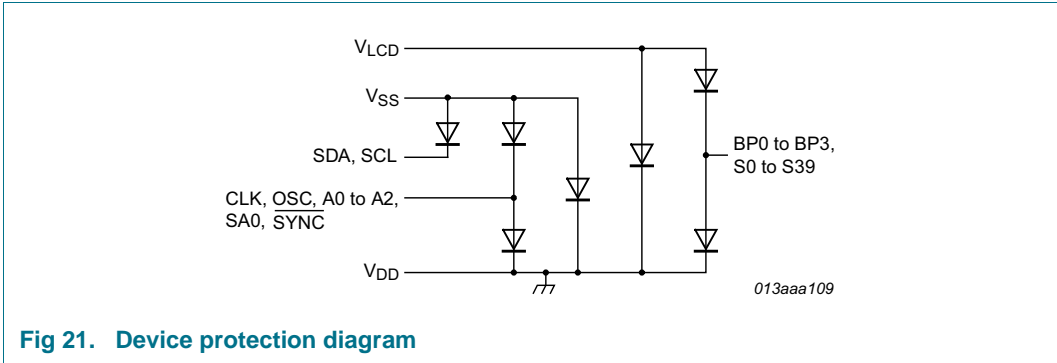 VLCD
VSS
SDA, SCL
BP0 to BP3,
S0 to S39
CLK, OSC, A0 to A2,
SA0, SYNC
VDD
013aaa109
Fig 21. Device protection diagram